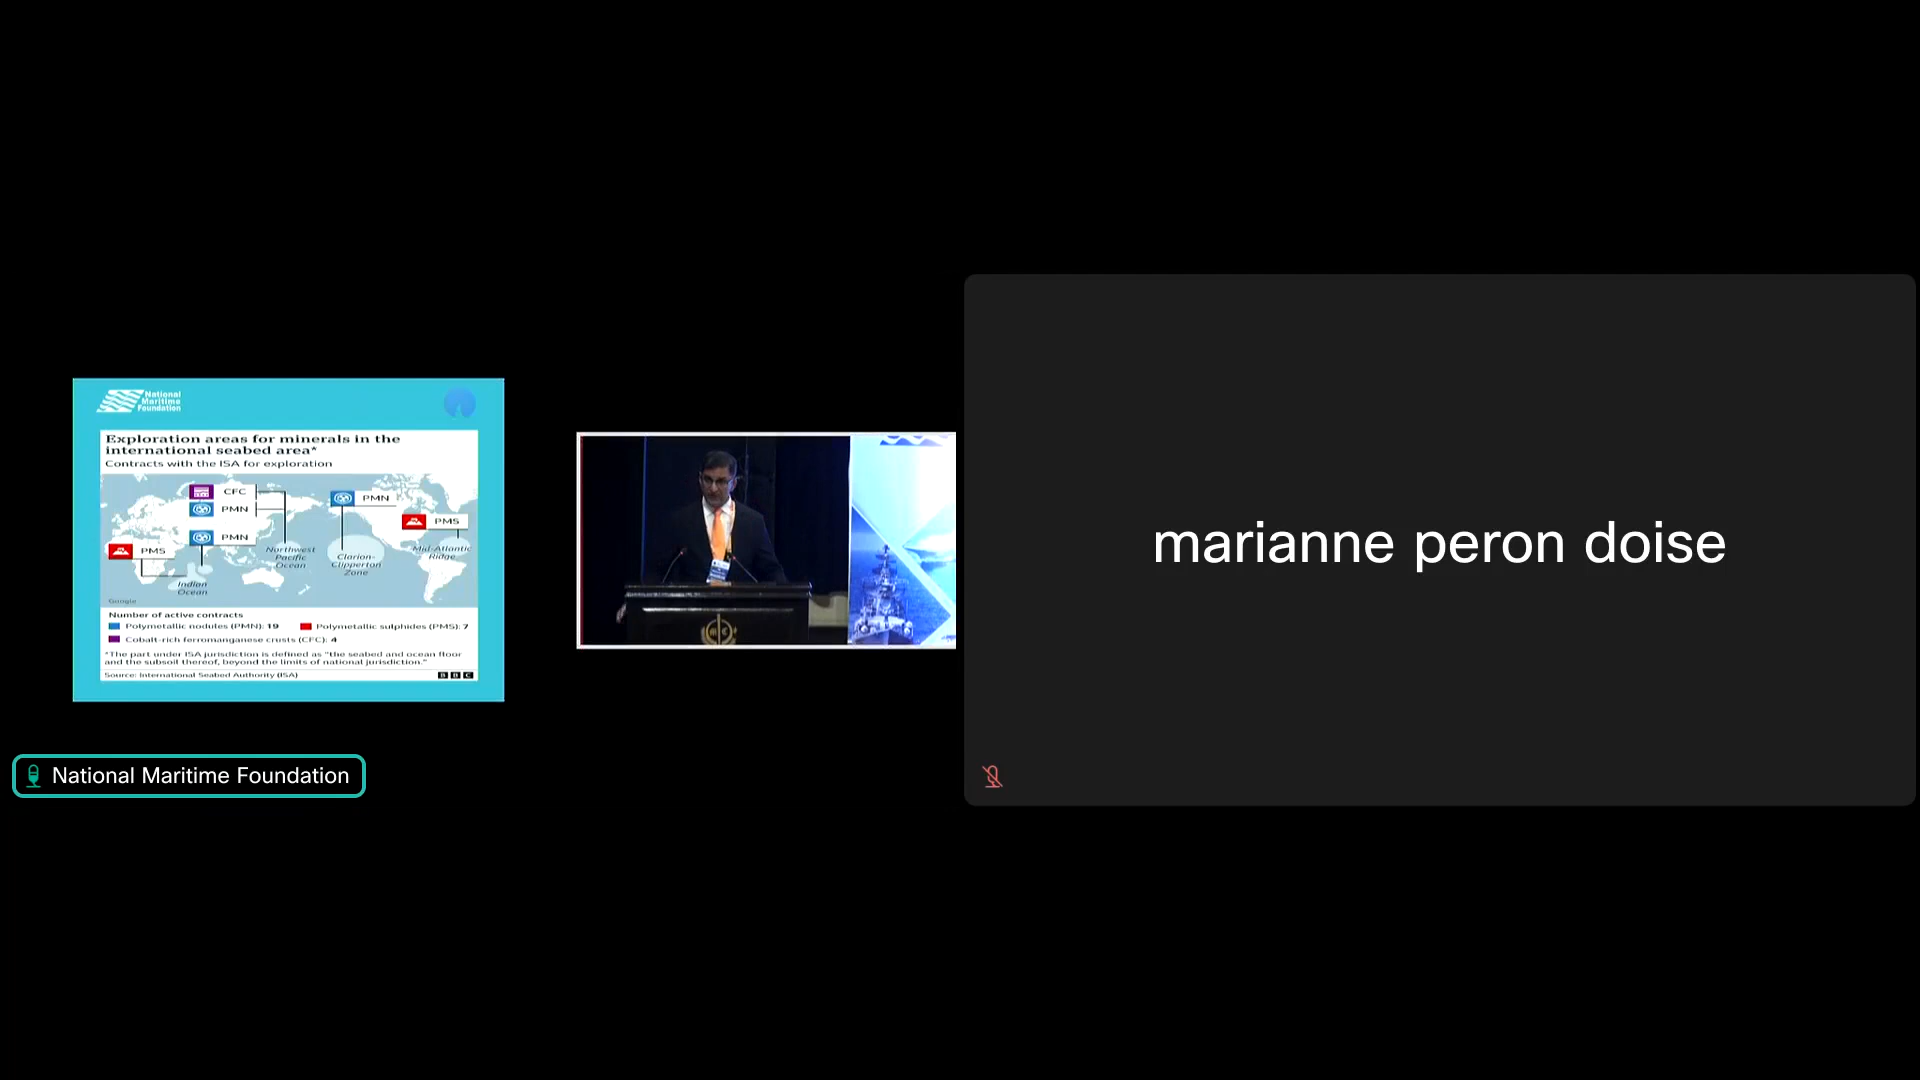 National
Maritime
Foundation
Exploration areas for minerals in the
international seabed area*
Contracts with the ISA for exploration
CFC
PMN
PMN
PMS
PMN
PMS
Northwest
Pacific
Ocean
Clarion-
Clipperton
Zone
Mid-Atlantic
Ridge
Indian
Ocean
Google
Number of active contracts
Polymetallic nodules (PMN): 19
Polymetallic sulphides (PMS): 7
Cobalt-rich ferromanganese crusts (CFC): 4
*The part under ISA jurisdiction is defined as "the seabed and ocean floor
and the subsoil thereof, beyond the limits of national jurisdiction."
Source: International Seabed Authority (ISA)
BBC
marianne peron doise
National Maritime Foundation